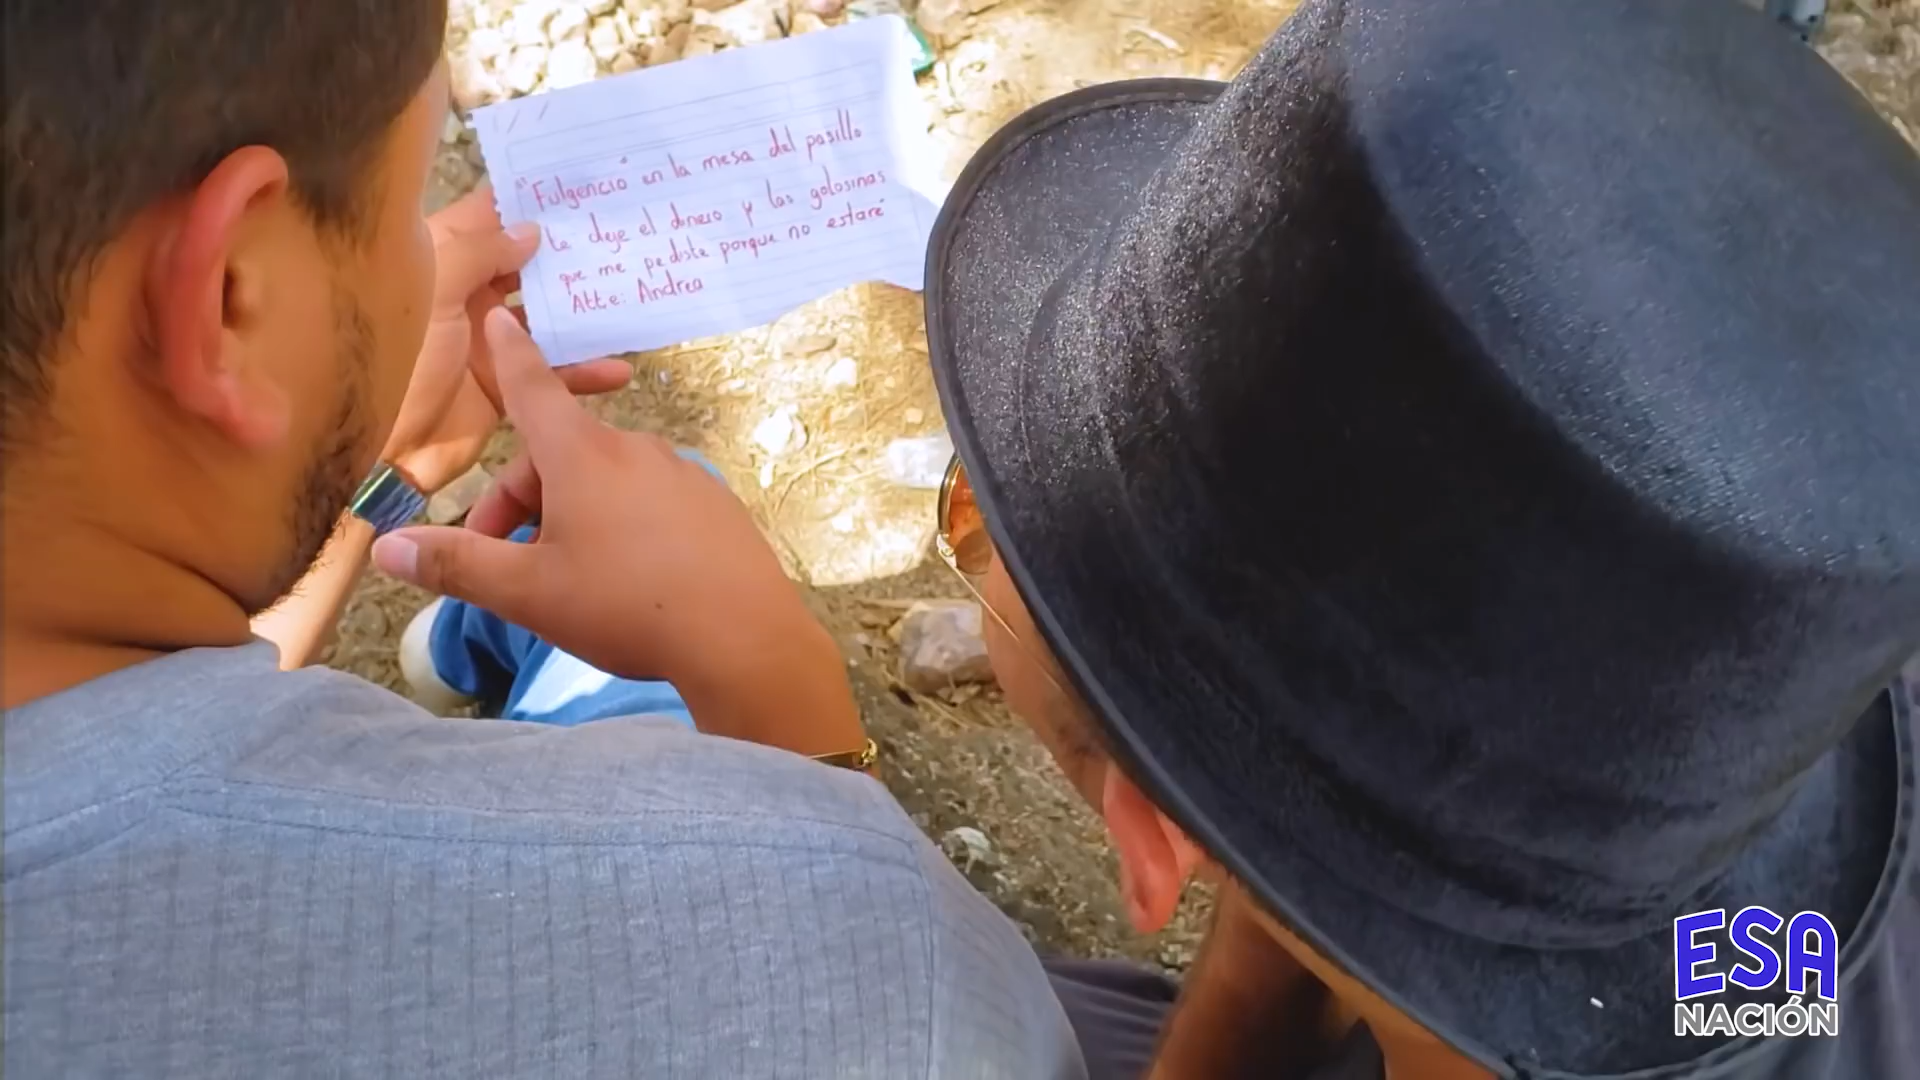 "Fulgencio" en la mesa del pasillo
te deje el dinero y las golosinas
que me pediste porque no estaré
Atte: Andrea
ESA
NACIÓN